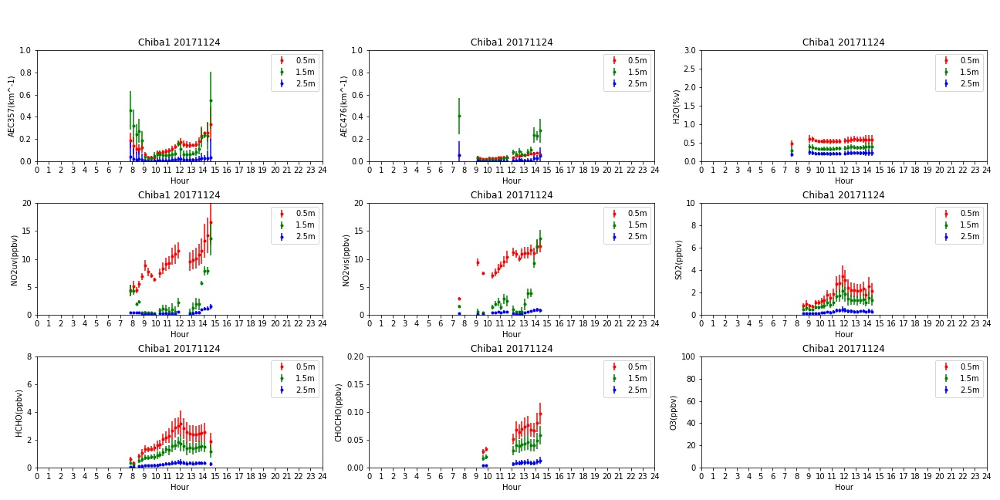 Chiba1 20171124
AEC357(km^-1)
1.0
0.8
0.6
0.4
0.2
0.0
0.5m
1.5m
2.5m
0 1 2 3 4 5 6 7 8 9 10 11 12 13 14 15 16 17 18 19 20 21 22 23 24
Hour
Chiba1 20171124
AEC476(km^-1)
1.0
0.8
0.6
0.4
0.2
0.0
0.5m
1.5m
2.5m
0 1 2 3 4 5 6 7 8 9 10 11 12 13 14 15 16 17 18 19 20 21 22 23 24
Hour
Chiba1 20171124
H2O(%v)
3.0
2.5
2.0
1.5
1.0
0.5
0.0
0.5m
1.5m
2.5m
0 1 2 3 4 5 6 7 8 9 10 11 12 13 14 15 16 17 18 19 20 21 22 23 24
Hour
Chiba1 20171124
NO2uv(ppbv)
20
15
10
5
0
0.5m
1.5m
2.5m
0 1 2 3 4 5 6 7 8 9 10 11 12 13 14 15 16 17 18 19 20 21 22 23 24
Hour
Chiba1 20171124
NO2vis(ppbv)
20
15
10
5
0
0.5m
1.5m
2.5m
0 1 2 3 4 5 6 7 8 9 10 11 12 13 14 15 16 17 18 19 20 21 22 23 24
Hour
Chiba1 20171124
SO2(ppbv)
10
8
6
4
2
0
0.5m
1.5m
2.5m
0 1 2 3 4 5 6 7 8 9 10 11 12 13 14 15 16 17 18 19 20 21 22 23 24
Hour
Chiba1 20171124
HCHO(ppbv)
8
6
4
2
0
0.5m
1.5m
2.5m
0 1 2 3 4 5 6 7 8 9 10 11 12 13 14 15 16 17 18 19 20 21 22 23 24
Hour
Chiba1 20171124
CHOCHO(ppbv)
0.20
0.15
0.10
0.05
0.00
0.5m
1.5m
2.5m
0 1 2 3 4 5 6 7 8 9 10 11 12 13 14 15 16 17 18 19 20 21 22 23 24
Hour
Chiba1 20171124
O3(ppbv)
100
80
60
40
20
0
0.5m
1.5m
2.5m
0 1 2 3 4 5 6 7 8 9 10 11 12 13 14 15 16 17 18 19 20 21 22 23 24
Hour